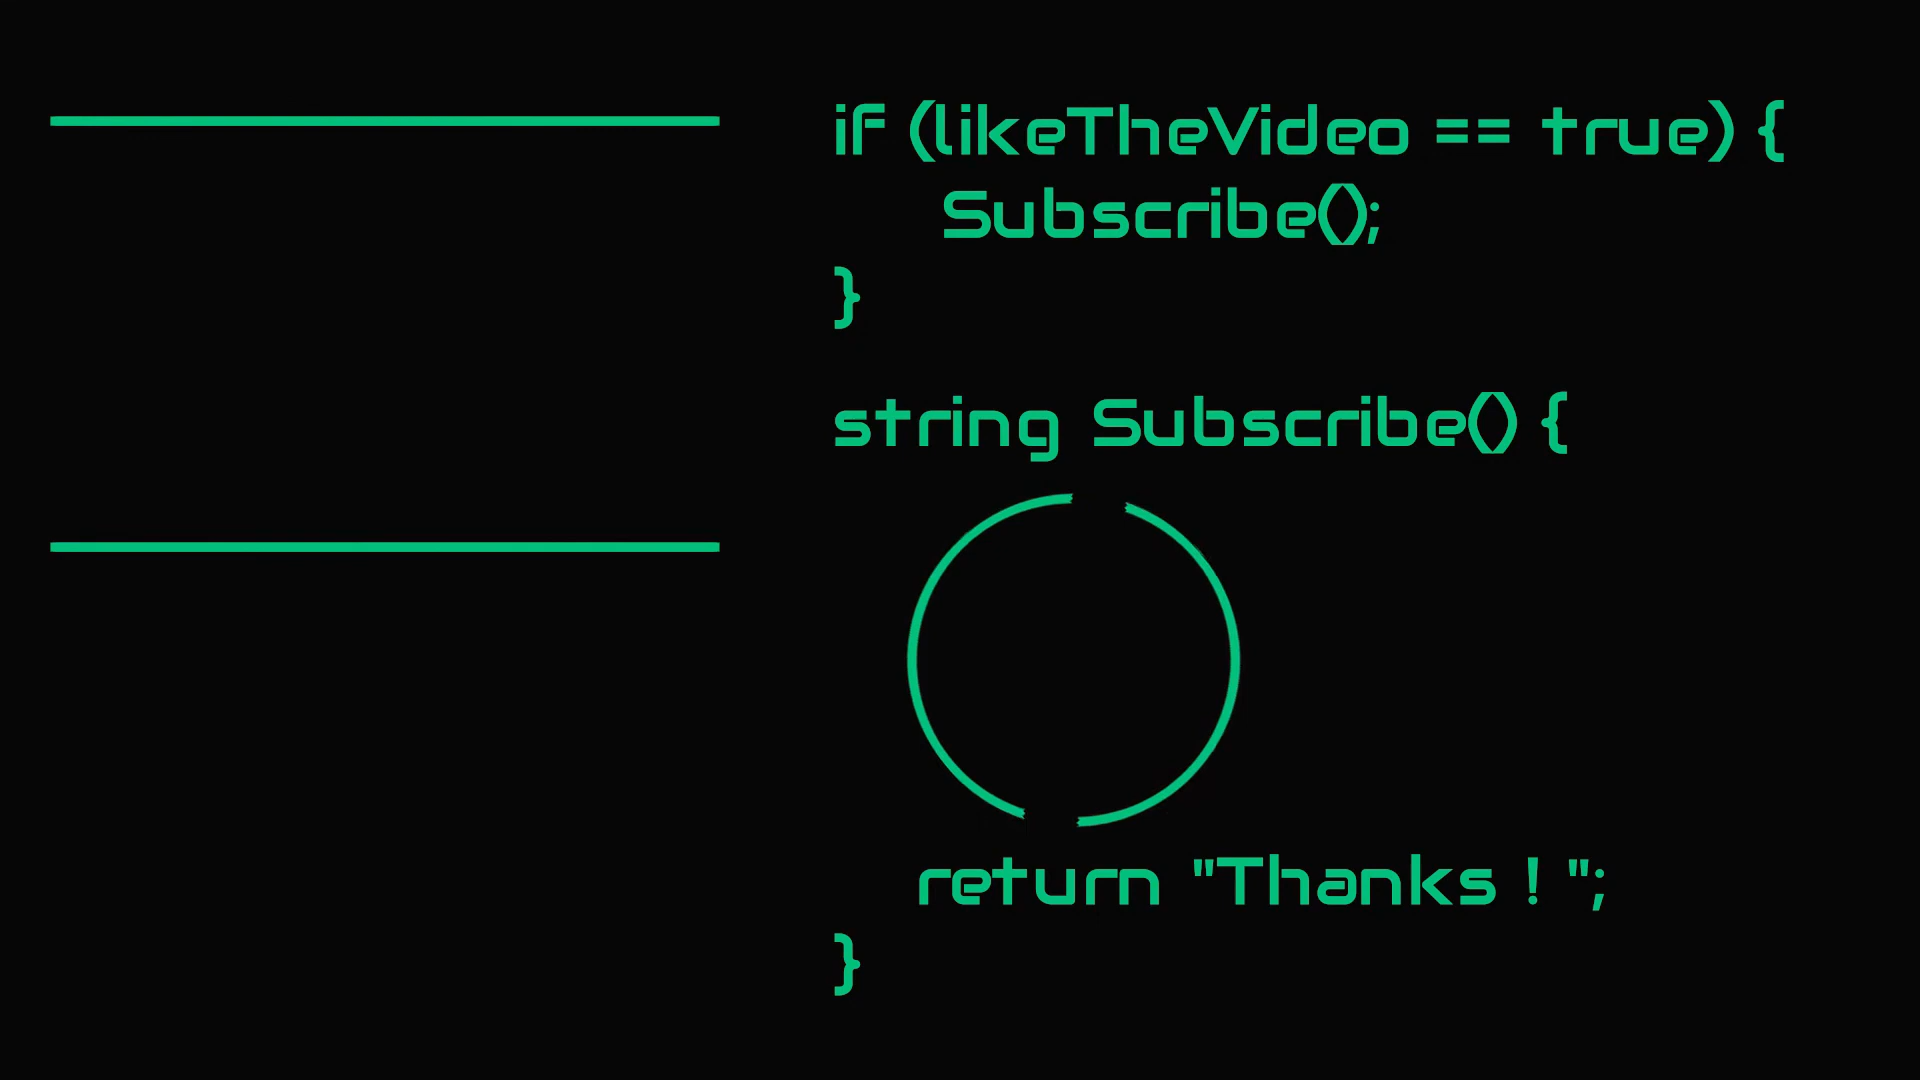 if (likeTheVideo == true) {
Subscribe();
}
string Subscribe() {
return "Thanks ! ";
}